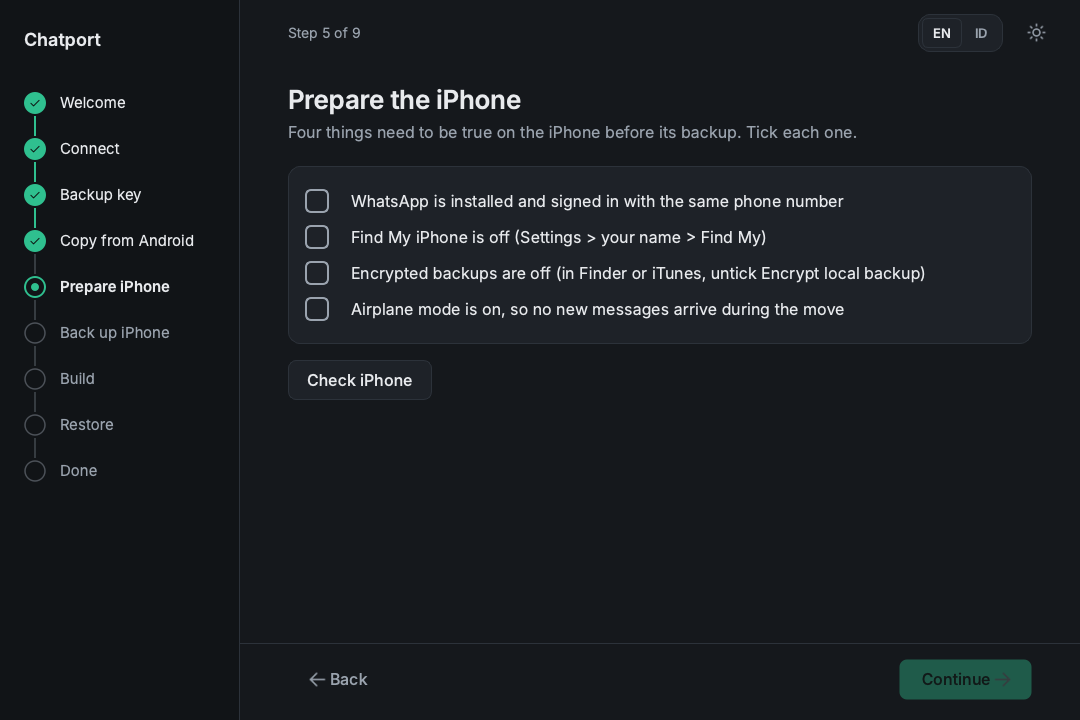 Chatport
Welcome
Connect
Backup key
Copy from Android
Prepare iPhone
Back up iPhone
Build
Restore
Done
Step 5 of 9
EN ID
Prepare the iPhone
Four things need to be true on the iPhone before its backup. Tick each one.
WhatsApp is installed and signed in with the same phone number
Find My iPhone is off (Settings > your name > Find My)
Encrypted backups are off (in Finder or iTunes, untick Encrypt local backup)
Airplane mode is on, so no new messages arrive during the move
Check iPhone
Back
Continue